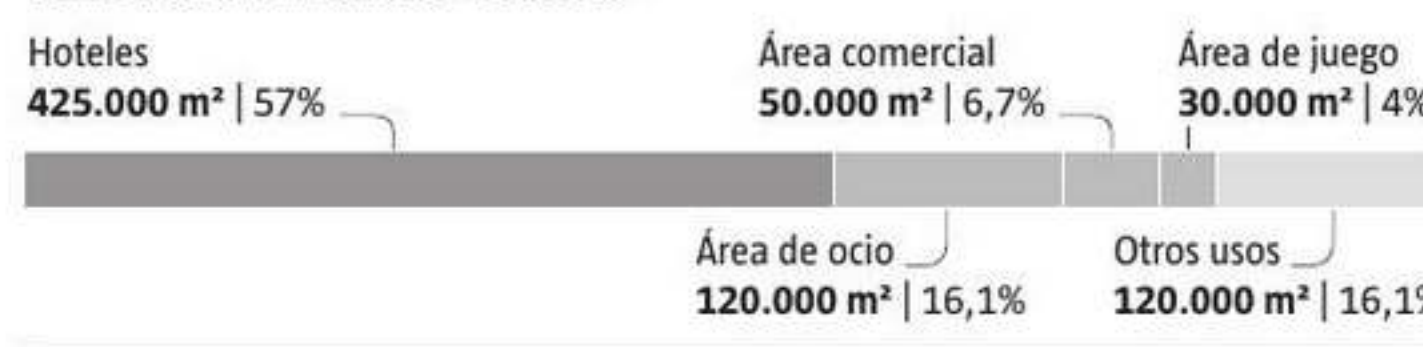 Hoteles
425.000 m² | 57%
Área comercial
50.000 m² | 6,7%
Área de juego
30.000 m² | 4%
Área de ocio
120.000 m² | 16,1%
Otros usos
120.000 m² | 16,1%